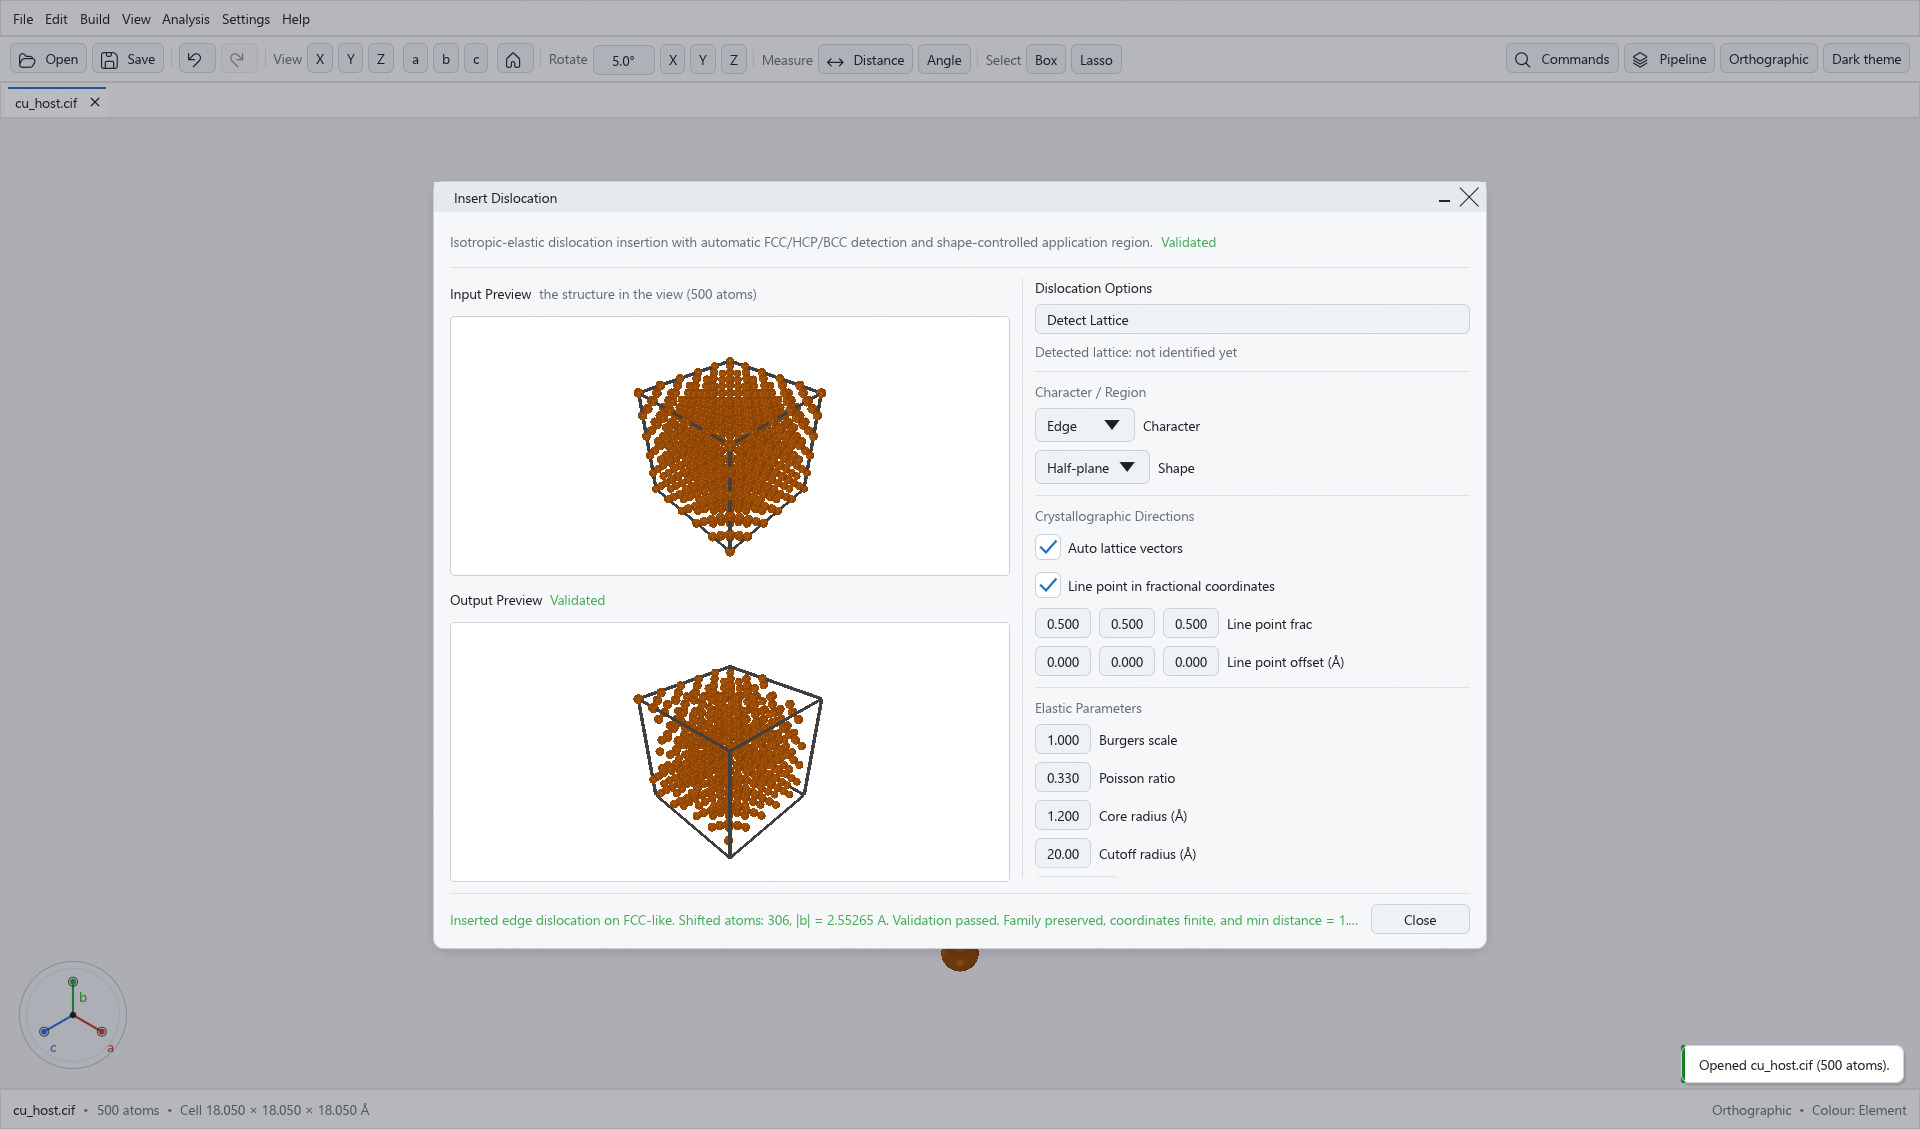 File Edit Build View Analysis Settings Help
Open Save View X Y Z a b c Rotate 5.0° X Y Z Measure Distance Angle Select Box Lasso Commands Pipeline Orthographic Dark theme
cu_host.cif
Insert Dislocation
Isotropic-elastic dislocation insertion with automatic FCC/HCP/BCC detection and shape-controlled application region. Validated
Input Preview the structure in the view (500 atoms)
Output Preview Validated
Dislocation Options
Detect Lattice
Detected lattice: not identified yet
Character / Region
Edge Character
Half-plane Shape
Crystallographic Directions
Auto lattice vectors
Line point in fractional coordinates
0.500 0.500 0.500 Line point frac
0.000 0.000 0.000 Line point offset (Å)
Elastic Parameters
1.000 Burgers scale
0.330 Poisson ratio
1.200 Core radius (Å)
20.00 Cutoff radius (Å)
Inserted edge dislocation on FCC-like. Shifted atoms: 306, |b| = 2.55265 A. Validation passed. Family preserved, coordinates finite, and min distance = 1.... Close
b
c a
Opened cu_host.cif (500 atoms).
cu_host.cif • 500 atoms • Cell 18.050 × 18.050 × 18.050 Å Orthographic • Colour: Element